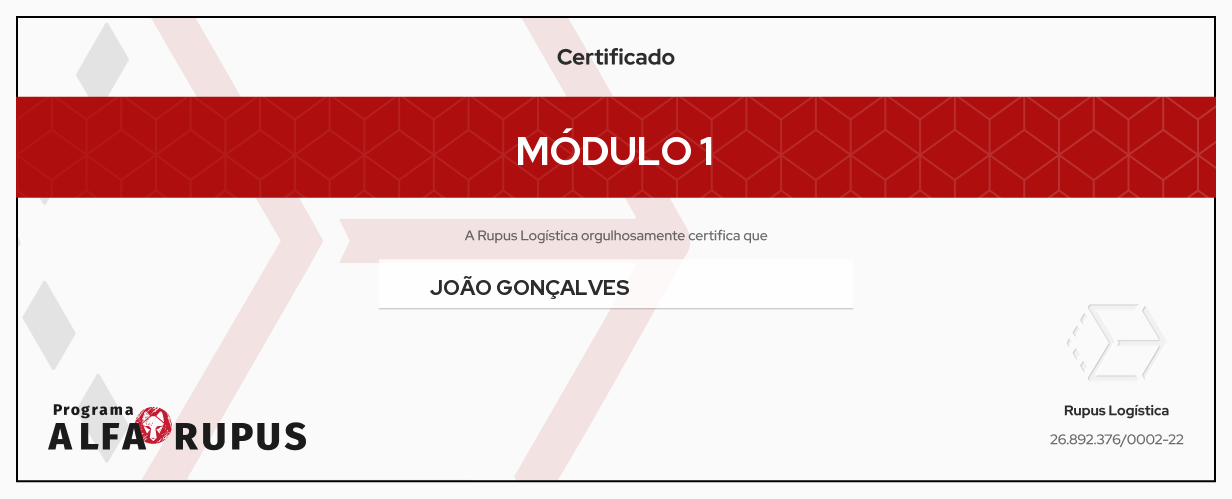 Certificado
MÓDULO 1
A Rupus Logística orgulhosamente certifica que
JOÃO GONÇALVES
Programa
ALFA RUPUS
Rupus Logística
26.892.376/0002-22